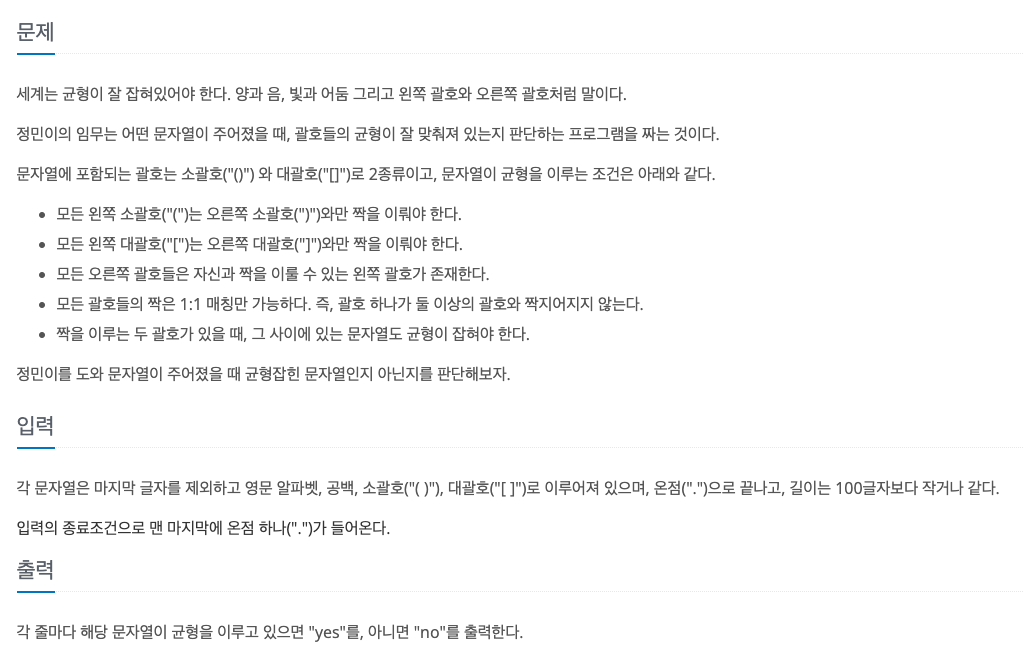 문제
세계는 균형이 잘 잡혀있어야 한다. 양과 음, 빛과 어둠 그리고 왼쪽 괄호와 오른쪽 괄호처럼 말이다.
정민이의 임무는 어떤 문자열이 주어졌을 때, 괄호들의 균형이 잘 맞춰져 있는지 판단하는 프로그램을 짜는 것이다.
문자열에 포함되는 괄호는 소괄호("()") 와 대괄호("[]")로 2종류이고, 문자열이 균형을 이루는 조건은 아래와 같다.
• 모든 왼쪽 소괄호("(")는 오른쪽 소괄호(")")와만 짝을 이뤄야 한다.
• 모든 왼쪽 대괄호("[")는 오른쪽 대괄호("]")와만 짝을 이뤄야 한다.
• 모든 오른쪽 괄호들은 자신과 짝을 이룰 수 있는 왼쪽 괄호가 존재한다.
• 모든 괄호들의 짝은 1:1 매칭만 가능하다. 즉, 괄호 하나가 둘 이상의 괄호와 짝지어지지 않는다.
• 짝을 이루는 두 괄호가 있을 때, 그 사이에 있는 문자열도 균형이 잡혀야 한다.
정민이를 도와 문자열이 주어졌을 때 균형잡힌 문자열인지 아닌지를 판단해보자.
입력
각 문자열은 마지막 글자를 제외하고 영문 알파벳, 공백, 소괄호("( )"), 대괄호("[ ]")로 이루어져 있으며, 온점(".")으로 끝나고, 길이는 100글자보다 작거나 같다.
입력의 종료조건으로 맨 마지막에 온점 하나(".")가 들어온다.
출력
각 줄마다 해당 문자열이 균형을 이루고 있으면 "yes"를, 아니면 "no"를 출력한다.